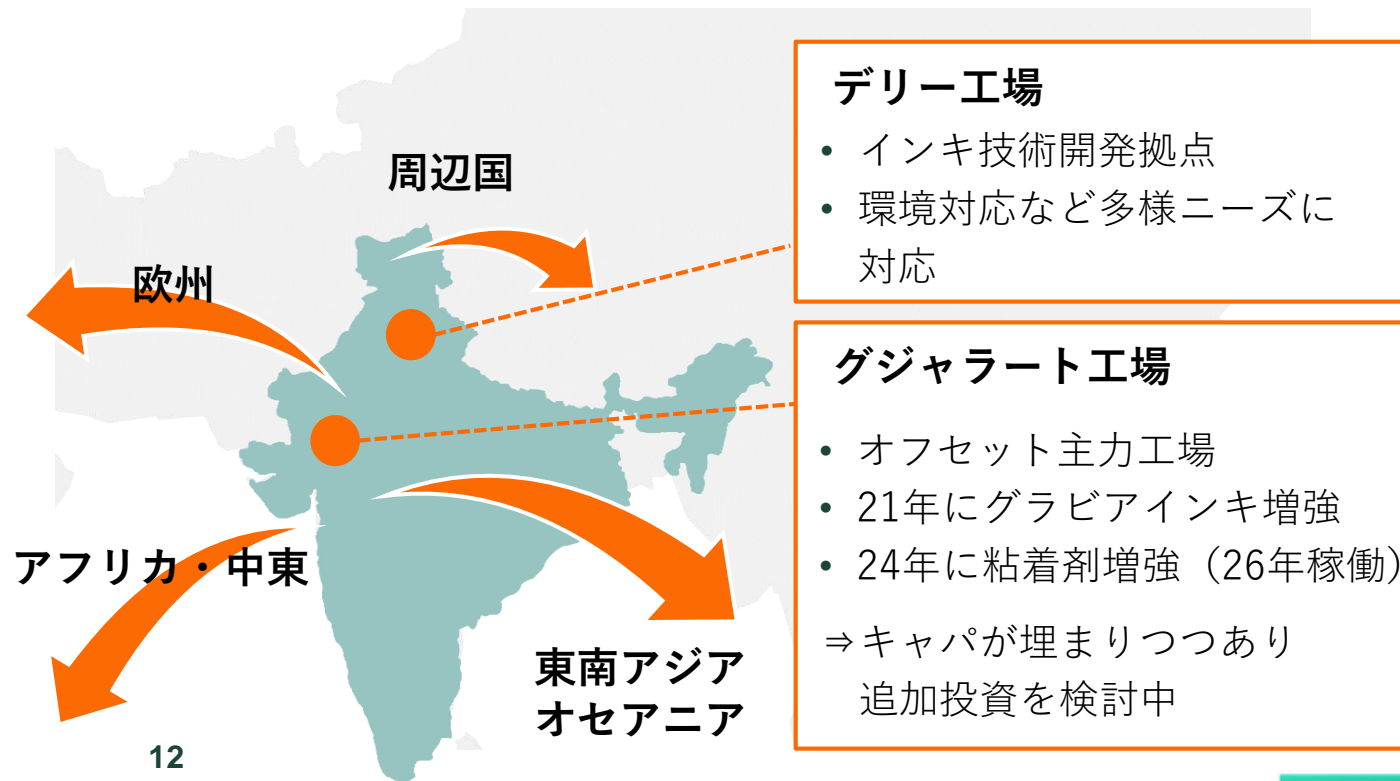 周辺国
欧州
アフリカ・中東
東南アジア
オセアニア
デリー工場
• インキ技術開発拠点
• 環境対応など多様ニーズに
対応
グジャラート工場
• オフセット主力工場
• 21年にグラビアインキ増強
• 24年に粘着剤増強（26年稼働）
⇒キャパが埋まりつつあり
追加投資を検討中
12